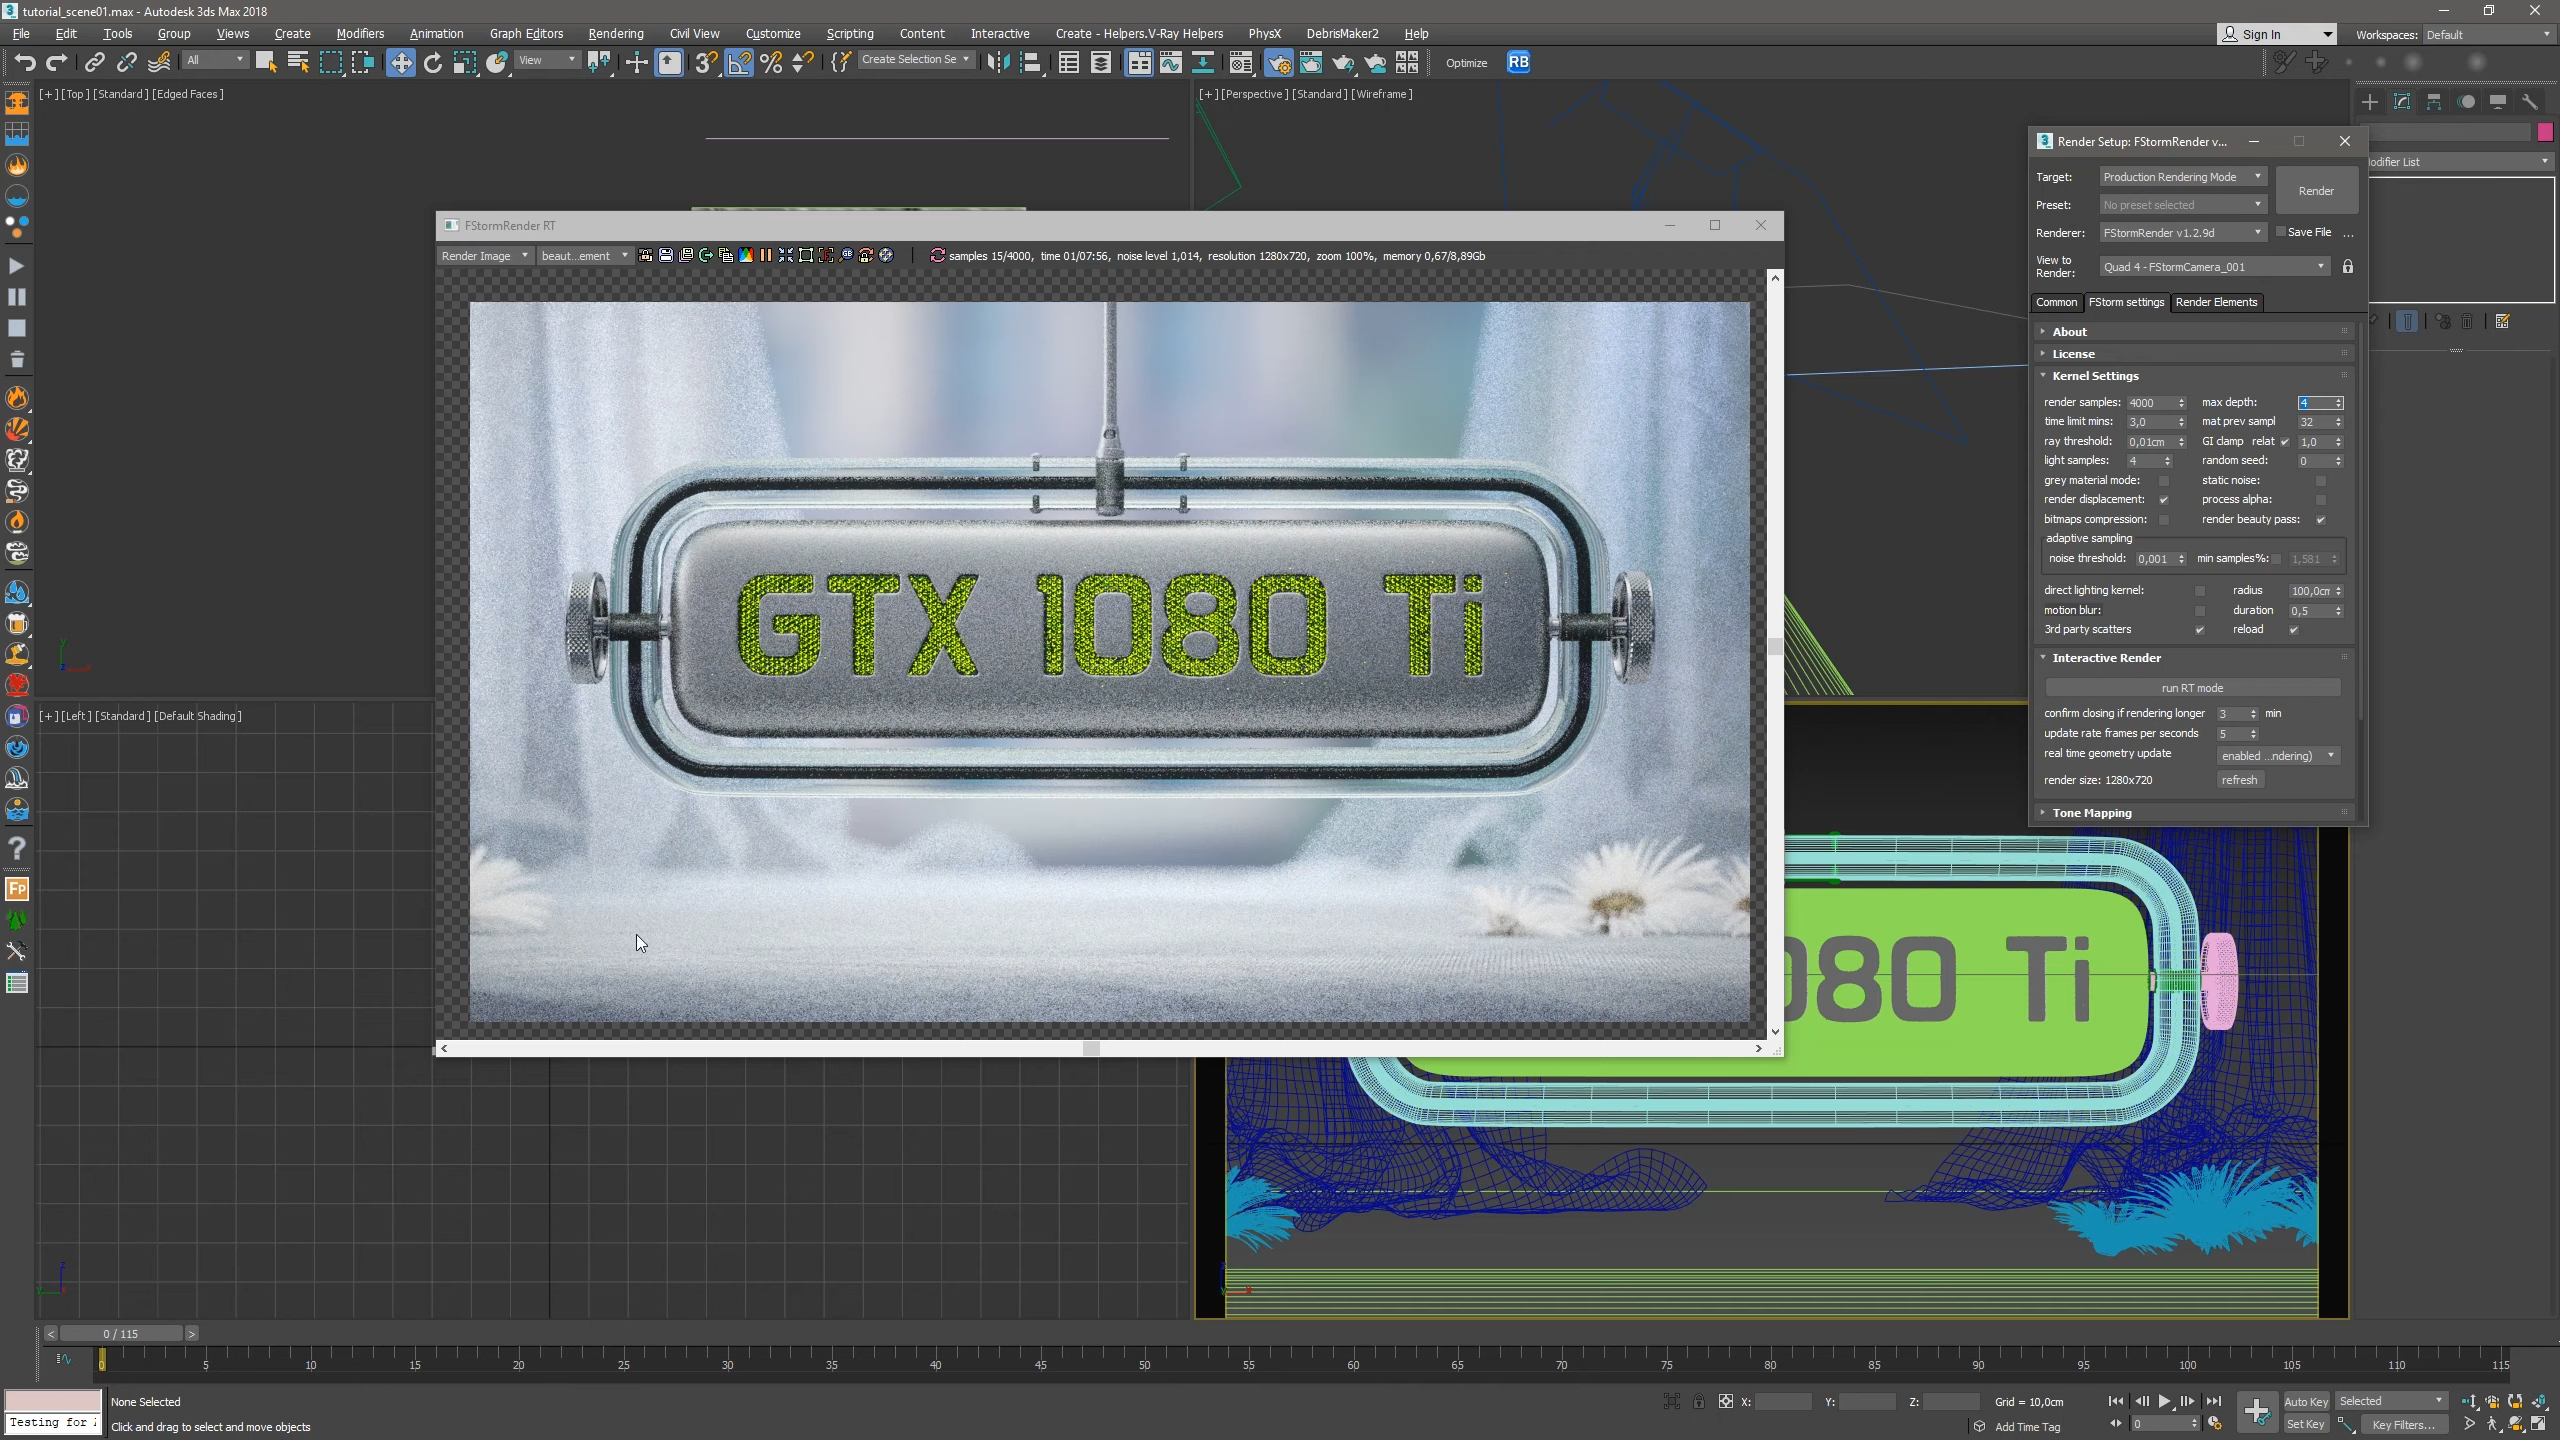 tutorial_scene01.max - Autodesk 3ds Max 2018
File Edit Tools Group Views Create Modifiers Animation Graph Editors Rendering Civil View Customize Scripting Content Interactive Create - Helpers.V-Ray Helpers PhysX DebrisMaker2 Help
Sign In Workspaces: Default
All View Create Selection Se Optimize RB
[+] [Top] [Standard] [Edged Faces]
[+] [Perspective] [Standard] [Wireframe]
Render Setup: FStormRender v...
Target: Production Rendering Mode Render
Preset: No preset selected
Renderer: FStormRender v1.2.9d Save File ...
View to Render: Quad 4 - FStormCamera_001
odifier List
Common FStorm settings Render Elements
About
License
Kernel Settings
render samples: 4000 max depth: 4
time limit mins: 3,0 mat prev sampl 32
ray threshold: 0,01cm GI clamp relat 1,0
light samples: 4 random seed: 0
grey material mode: static noise:
render displacement: process alpha:
bitmaps compression: render beauty pass:
adaptive sampling
noise threshold: 0,001 min samples%: 1,581
direct lighting kernel: radius 100,0cm
motion blur: duration 0,5
3rd party scatters reload
Interactive Render
run RT mode
confirm closing if rendering longer 3 min
update rate frames per seconds 5
real time geometry update enabled ...ndering)
render size: 1280x720 refresh
Tone Mapping
FStormRender RT
Render Image beaut...ement samples 15/4000, time 01/07:56, noise level 1,014, resolution 1280x720, zoom 100%, memory 0,67/8,89Gb
GTX 1080 Ti
[+] [Left] [Standard] [Default Shading]
080 Ti
Fp
< 0 / 115 >
0 5 10 15 20 25 30 35 40 45 50 55 60 65 70 75 80 85 90 95 100 105 110 115
None Selected
X: Y: Z: Grid = 10,0cm
Auto Key Selected
Testing for
Click and drag to select and move objects
Add Time Tag
0
Set Key Key Filters...